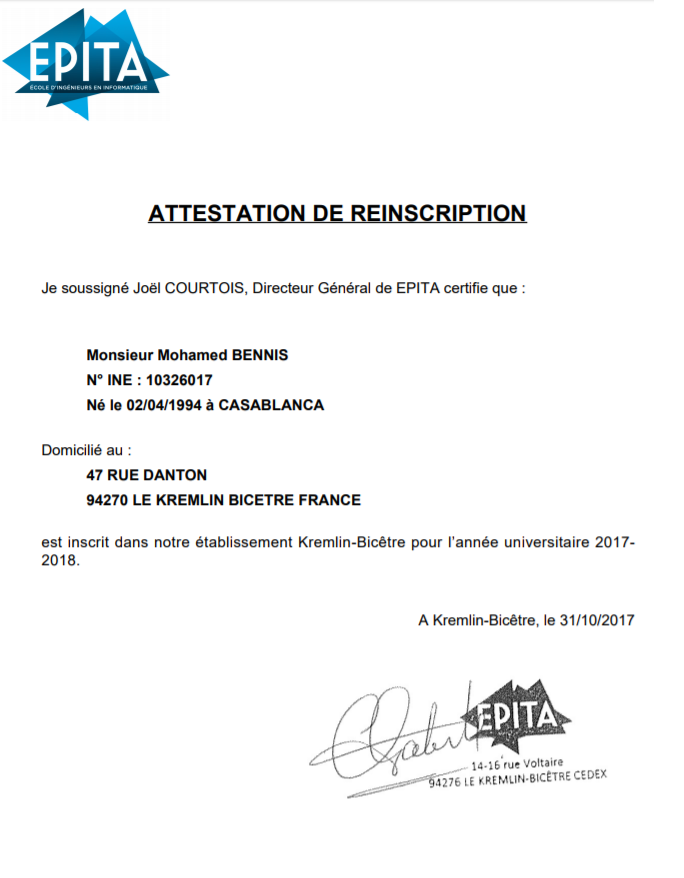 EPITA
ÉCOLE D'INGÉNIEURS EN INFORMATIQUE
ATTESTATION DE REINSCRIPTION
Je soussigné Joël COURTOIS, Directeur Général de EPITA certifie que :
Monsieur Mohamed BENNIS
N° INE : 10326017
Né le 02/04/1994 à CASABLANCA
Domicilié au :
47 RUE DANTON
94270 LE KREMLIN BICETRE FRANCE
est inscrit dans notre établissement Kremlin-Bicêtre pour l'année universitaire 2017-
2018.
A Kremlin-Bicêtre, le 31/10/2017
EPITA
14-16 rue Voltaire
94276 LE KREMLIN-BICÊTRE CEDEX